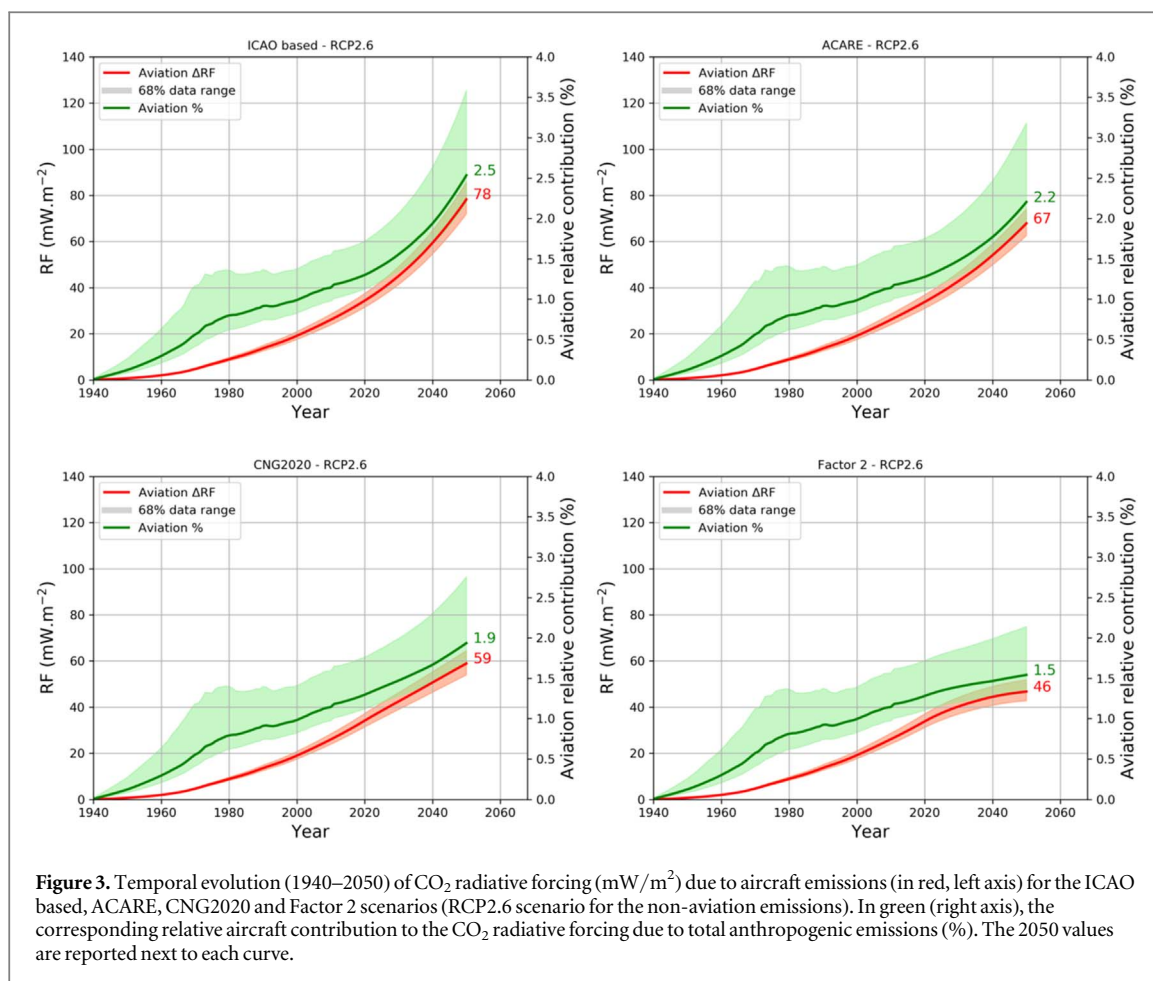 ICAO based - RCP2.6
Aviation ΔRF
68% data range
Aviation %
140
120
100
80
60
40
20
0
RF (mW.m⁻²)
4.0
3.5
3.0
2.5
2.0
1.5
1.0
0.5
0.0
Aviation relative contribution (%)
2.5
78
1940 1960 1980 2000 2020 2040 2060
Year
ACARE - RCP2.6
Aviation ΔRF
68% data range
Aviation %
140
120
100
80
60
40
20
0
RF (mW.m⁻²)
4.0
3.5
3.0
2.5
2.0
1.5
1.0
0.5
0.0
Aviation relative contribution (%)
2.2
67
1940 1960 1980 2000 2020 2040 2060
Year
CNG2020 - RCP2.6
Aviation ΔRF
68% data range
Aviation %
140
120
100
80
60
40
20
0
RF (mW.m⁻²)
4.0
3.5
3.0
2.5
2.0
1.5
1.0
0.5
0.0
Aviation relative contribution (%)
1.9
59
1940 1960 1980 2000 2020 2040 2060
Year
Factor 2 - RCP2.6
Aviation ΔRF
68% data range
Aviation %
140
120
100
80
60
40
20
0
RF (mW.m⁻²)
4.0
3.5
3.0
2.5
2.0
1.5
1.0
0.5
0.0
Aviation relative contribution (%)
1.5
46
1940 1960 1980 2000 2020 2040 2060
Year
Figure 3. Temporal evolution (1940–2050) of CO₂ radiative forcing (mW/m²) due to aircraft emissions (in red, left axis) for the ICAO
based, ACARE, CNG2020 and Factor 2 scenarios (RCP2.6 scenario for the non-aviation emissions). In green (right axis), the
corresponding relative aircraft contribution to the CO₂ radiative forcing due to total anthropogenic emissions (%). The 2050 values
are reported next to each curve.